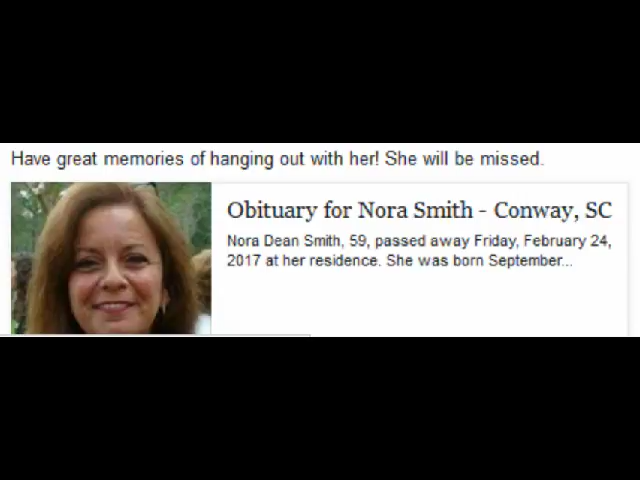 Have great memories of hanging out with her! She will be missed.
Obituary for Nora Smith - Conway, SC
Nora Dean Smith, 59, passed away Friday, February 24,
2017 at her residence. She was born September...